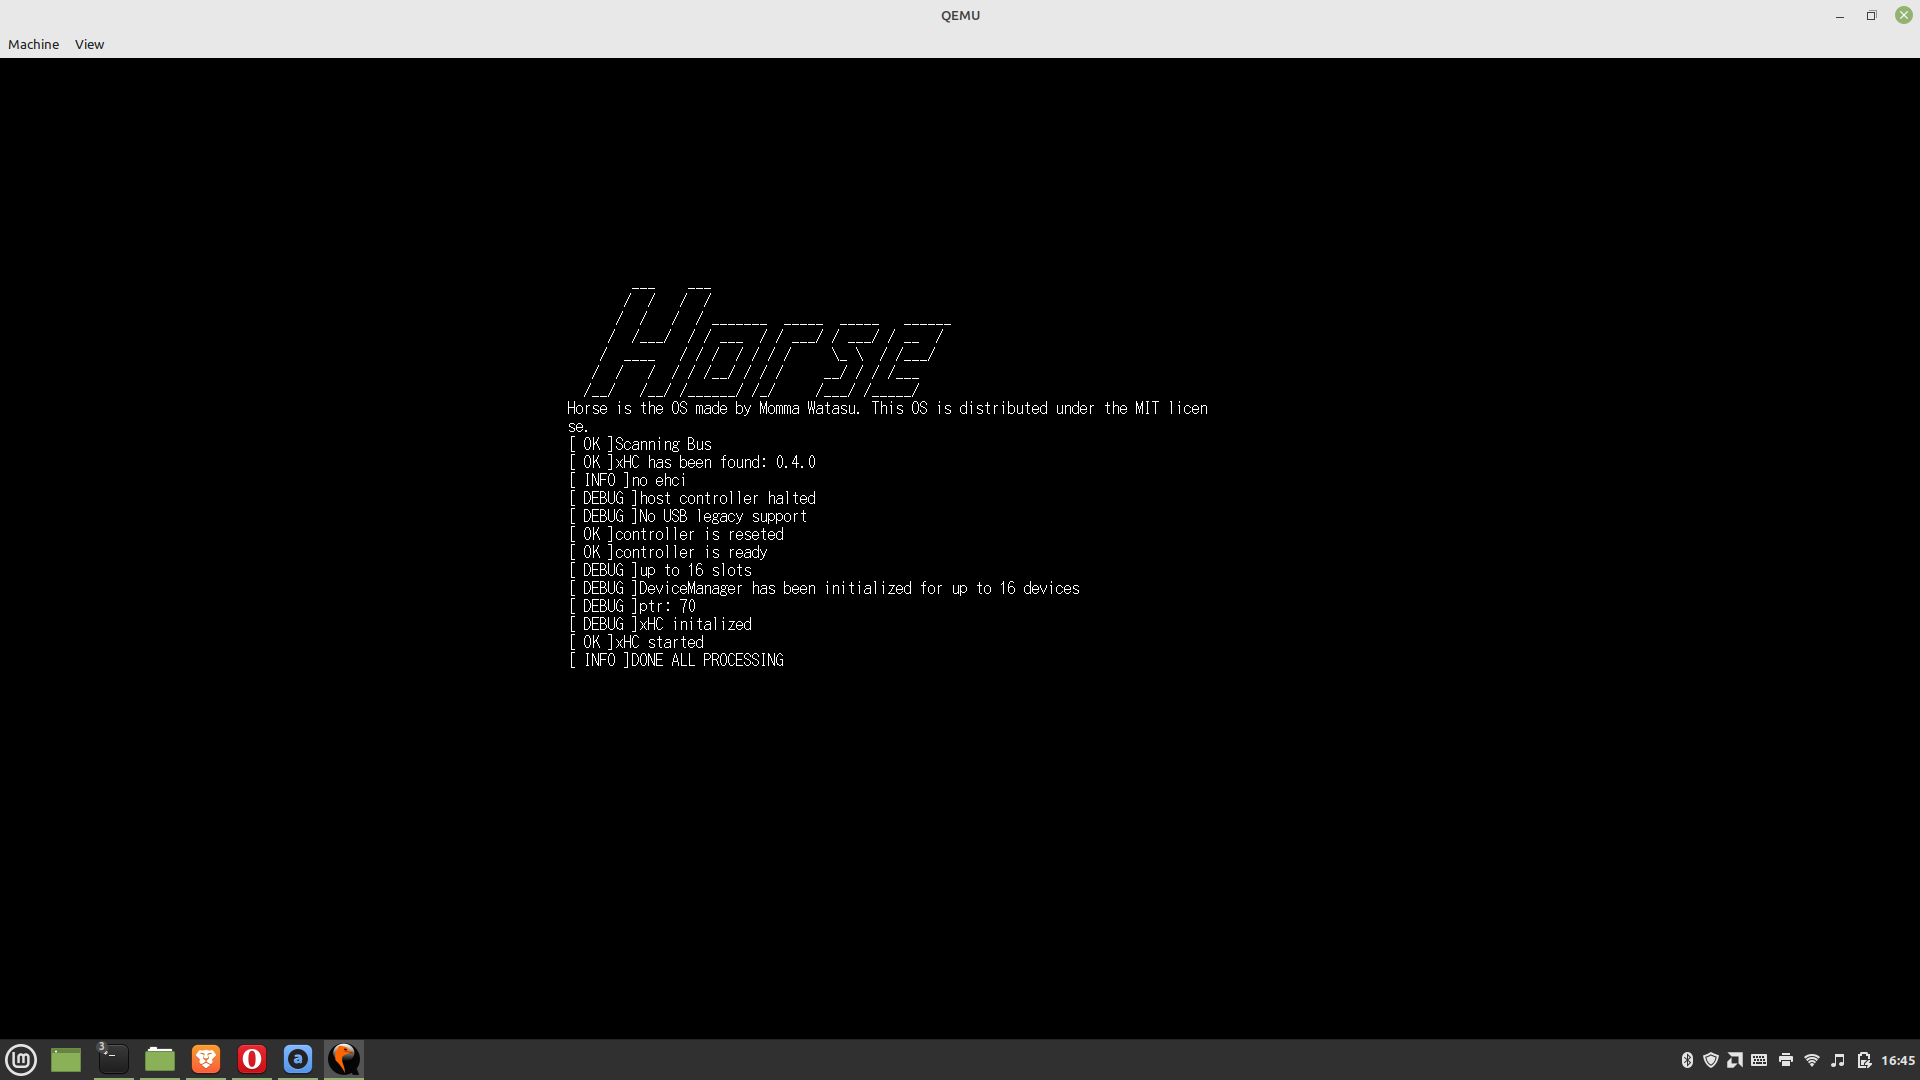 QEMU
Machine View
Horse
Horse is the OS made by Momma Watasu. This OS is distributed under the MIT licen
se.
[ OK ]Scanning Bus
[ OK ]xHC has been found: 0.4.0
[ INFO ]no ehci
[ DEBUG ]host controller halted
[ DEBUG ]No USB legacy support
[ OK ]controller is reseted
[ OK ]controller is ready
[ DEBUG ]up to 16 slots
[ DEBUG ]DeviceManager has been initialized for up to 16 devices
[ DEBUG ]ptr: 70
[ DEBUG ]xHC initalized
[ OK ]xHC started
[ INFO ]DONE ALL PROCESSING
3
16:45